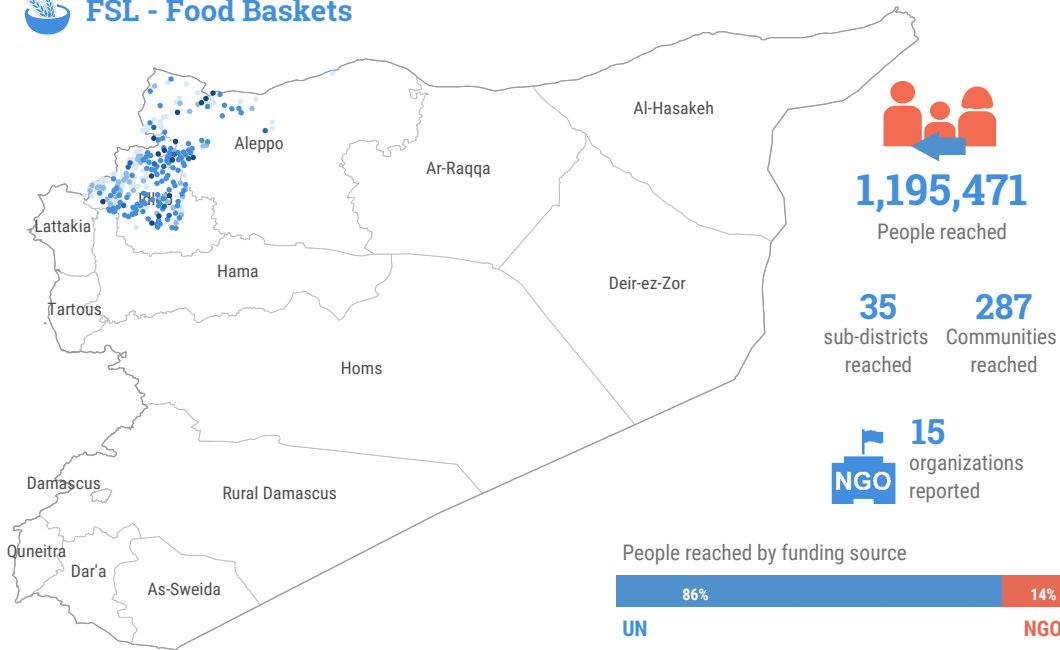 FSL - Food Baskets
Al-Hasakeh
Aleppo
Ar-Raqqa
1,195,471
People reached
Lattakia
Hama
Deir-ez-Zor
Tartous
35
sub-districts
reached
287
Communities
reached
Homs
15
organizations
reported
NGO
Damascus
Rural Damascus
Quneitra
Dar'a
As-Sweida
People reached by funding source
86%
14%
UN
NGO